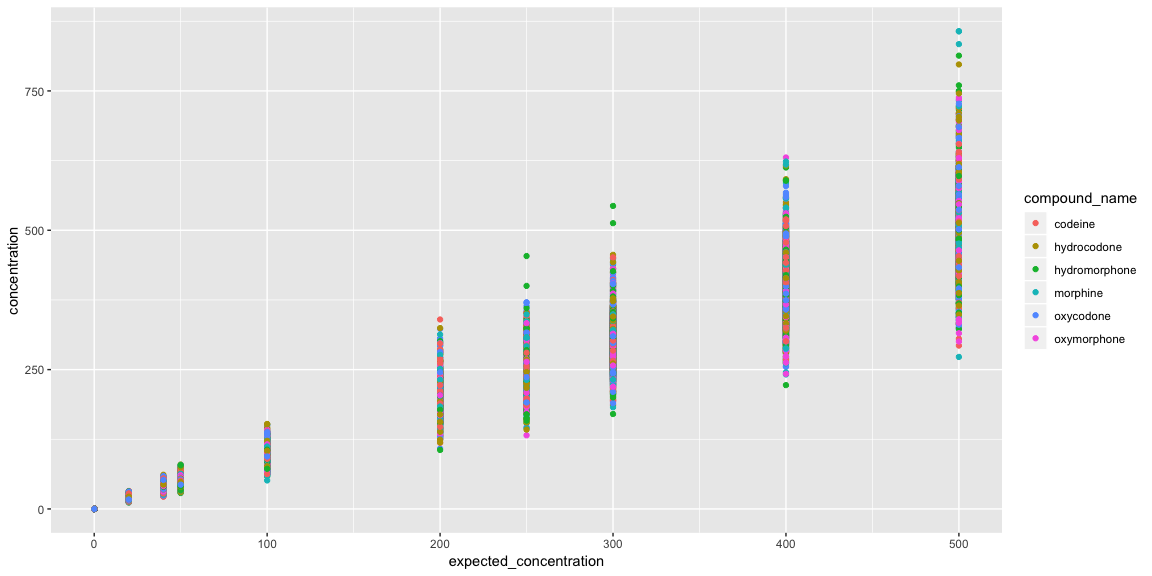 750
500
250
0
concentration
0 100 200 300 400 500
expected_concentration
compound_name
codeine
hydrocodone
hydromorphone
morphine
oxycodone
oxymorphone